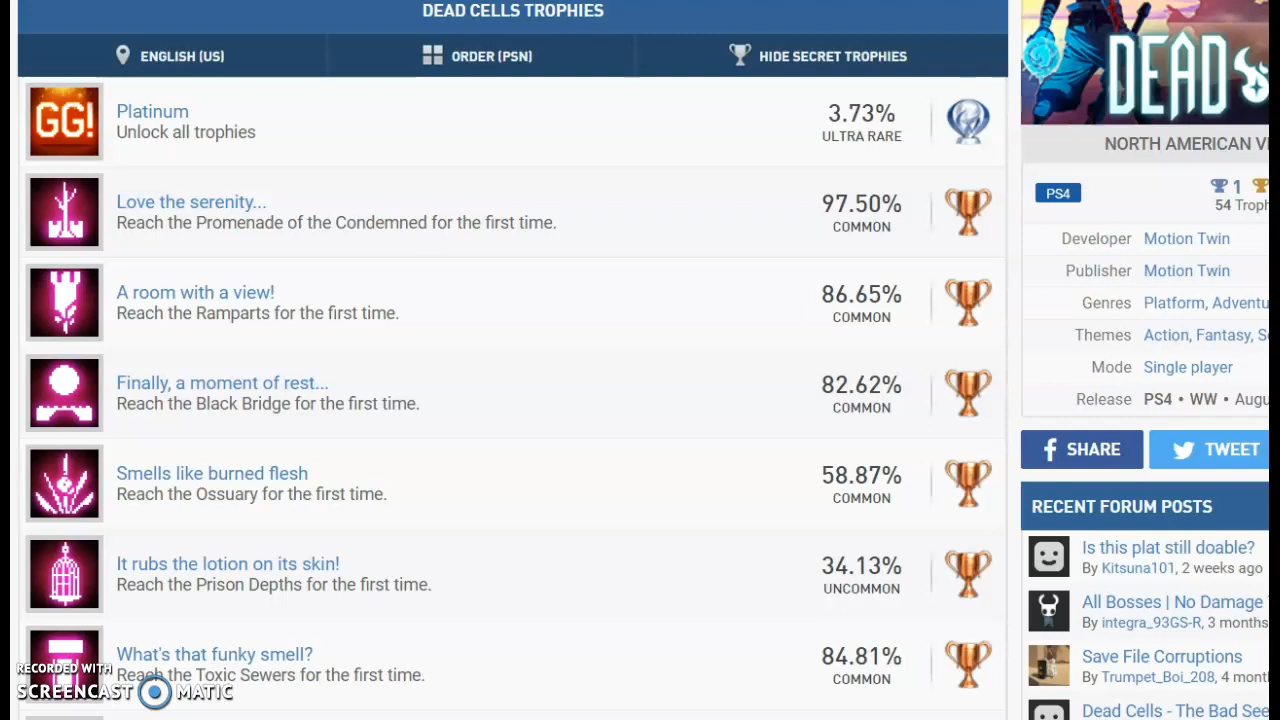 DEAD CELLS TROPHIES
ENGLISH (US)
ORDER (PSN)
HIDE SECRET TROPHIES
GG!
Platinum
Unlock all trophies
3.73%
ULTRA RARE
Love the serenity...
Reach the Promenade of the Condemned for the first time.
97.50%
COMMON
A room with a view!
Reach the Ramparts for the first time.
86.65%
COMMON
Finally, a moment of rest...
Reach the Black Bridge for the first time.
82.62%
COMMON
Smells like burned flesh
Reach the Ossuary for the first time.
58.87%
COMMON
It rubs the lotion on its skin!
Reach the Prison Depths for the first time.
34.13%
UNCOMMON
What's that funky smell?
Reach the Toxic Sewers for the first time.
84.81%
COMMON
RECORDED WITH
SCREENCAST MATIC
DEAD
NORTH AMERICAN V
PS4
1
54 Troph
Developer Motion Twin
Publisher Motion Twin
Genres Platform, Adventu
Themes Action, Fantasy, S
Mode Single player
Release PS4 • WW • Augu
SHARE
TWEET
RECENT FORUM POSTS
Is this plat still doable?
By Kitsuna101, 2 weeks ago
All Bosses | No Damage
By integra_93GS-R, 3 months
Save File Corruptions
By Trumpet_Boi_208, 4 mont
Dead Cells - The Bad See